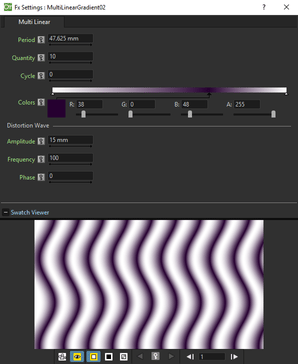 Fx Settings : MultiLinearGradient02
Multi Linear
Period 47.625 mm
Quantity 10
Cycle 0
Colors R: 38 G: 0 B: 48 A: 255
Distortion Wave
Amplitude 15 mm
Frequency 100
Phase 0
Swatch Viewer
1